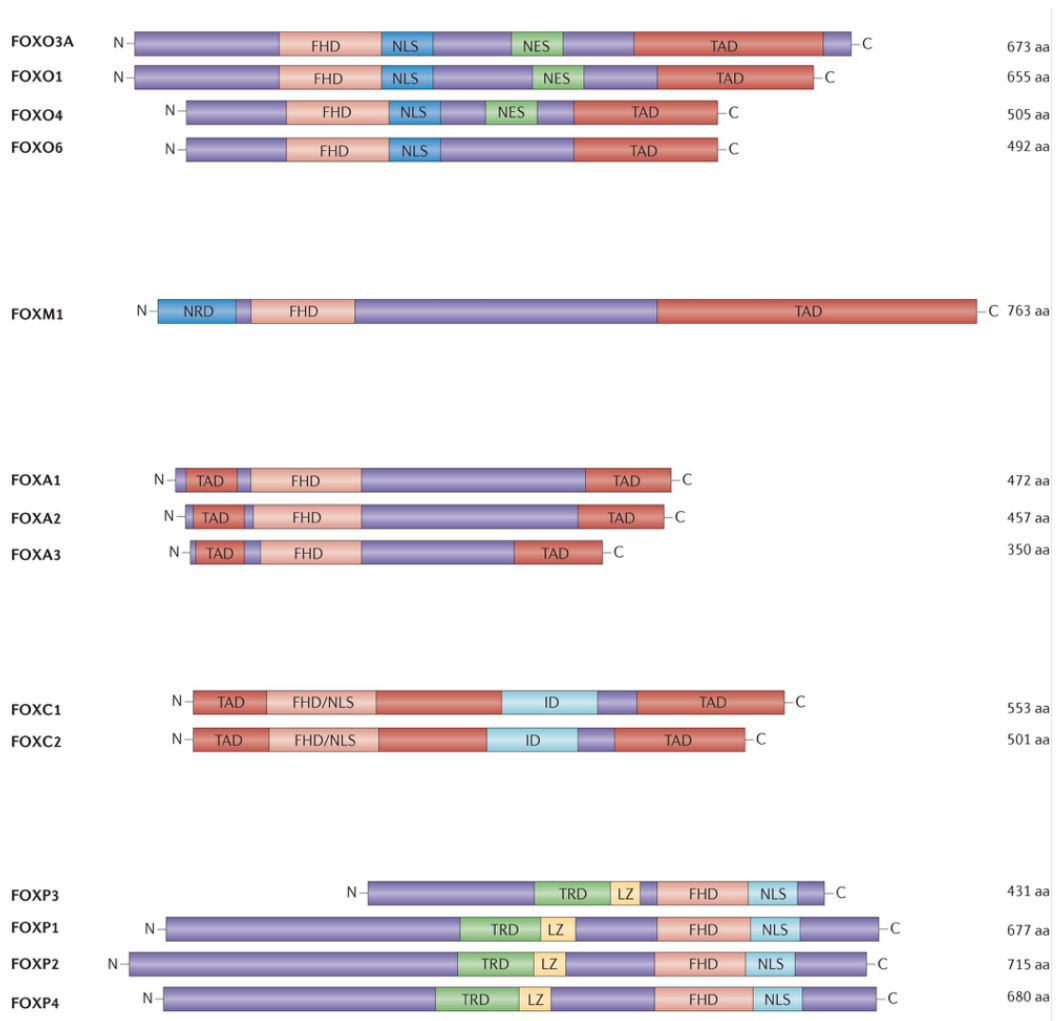 FOXO3A N FHD NLS NES TAD C 673 aa
FOXO1 N FHD NLS NES TAD C 655 aa
FOXO4 N FHD NLS NES TAD C 505 aa
FOXO6 N FHD NLS TAD C 492 aa
FOXM1 N NRD FHD TAD C 763 aa
FOXA1 N TAD FHD TAD C 472 aa
FOXA2 N TAD FHD TAD C 457 aa
FOXA3 N TAD FHD TAD C 350 aa
FOXC1 N TAD FHD/NLS ID TAD C 553 aa
FOXC2 N TAD FHD/NLS ID TAD C 501 aa
FOXP3 N TRD LZ FHD NLS C 431 aa
FOXP1 N TRD LZ FHD NLS C 677 aa
FOXP2 N TRD LZ FHD NLS C 715 aa
FOXP4 N TRD LZ FHD NLS C 680 aa